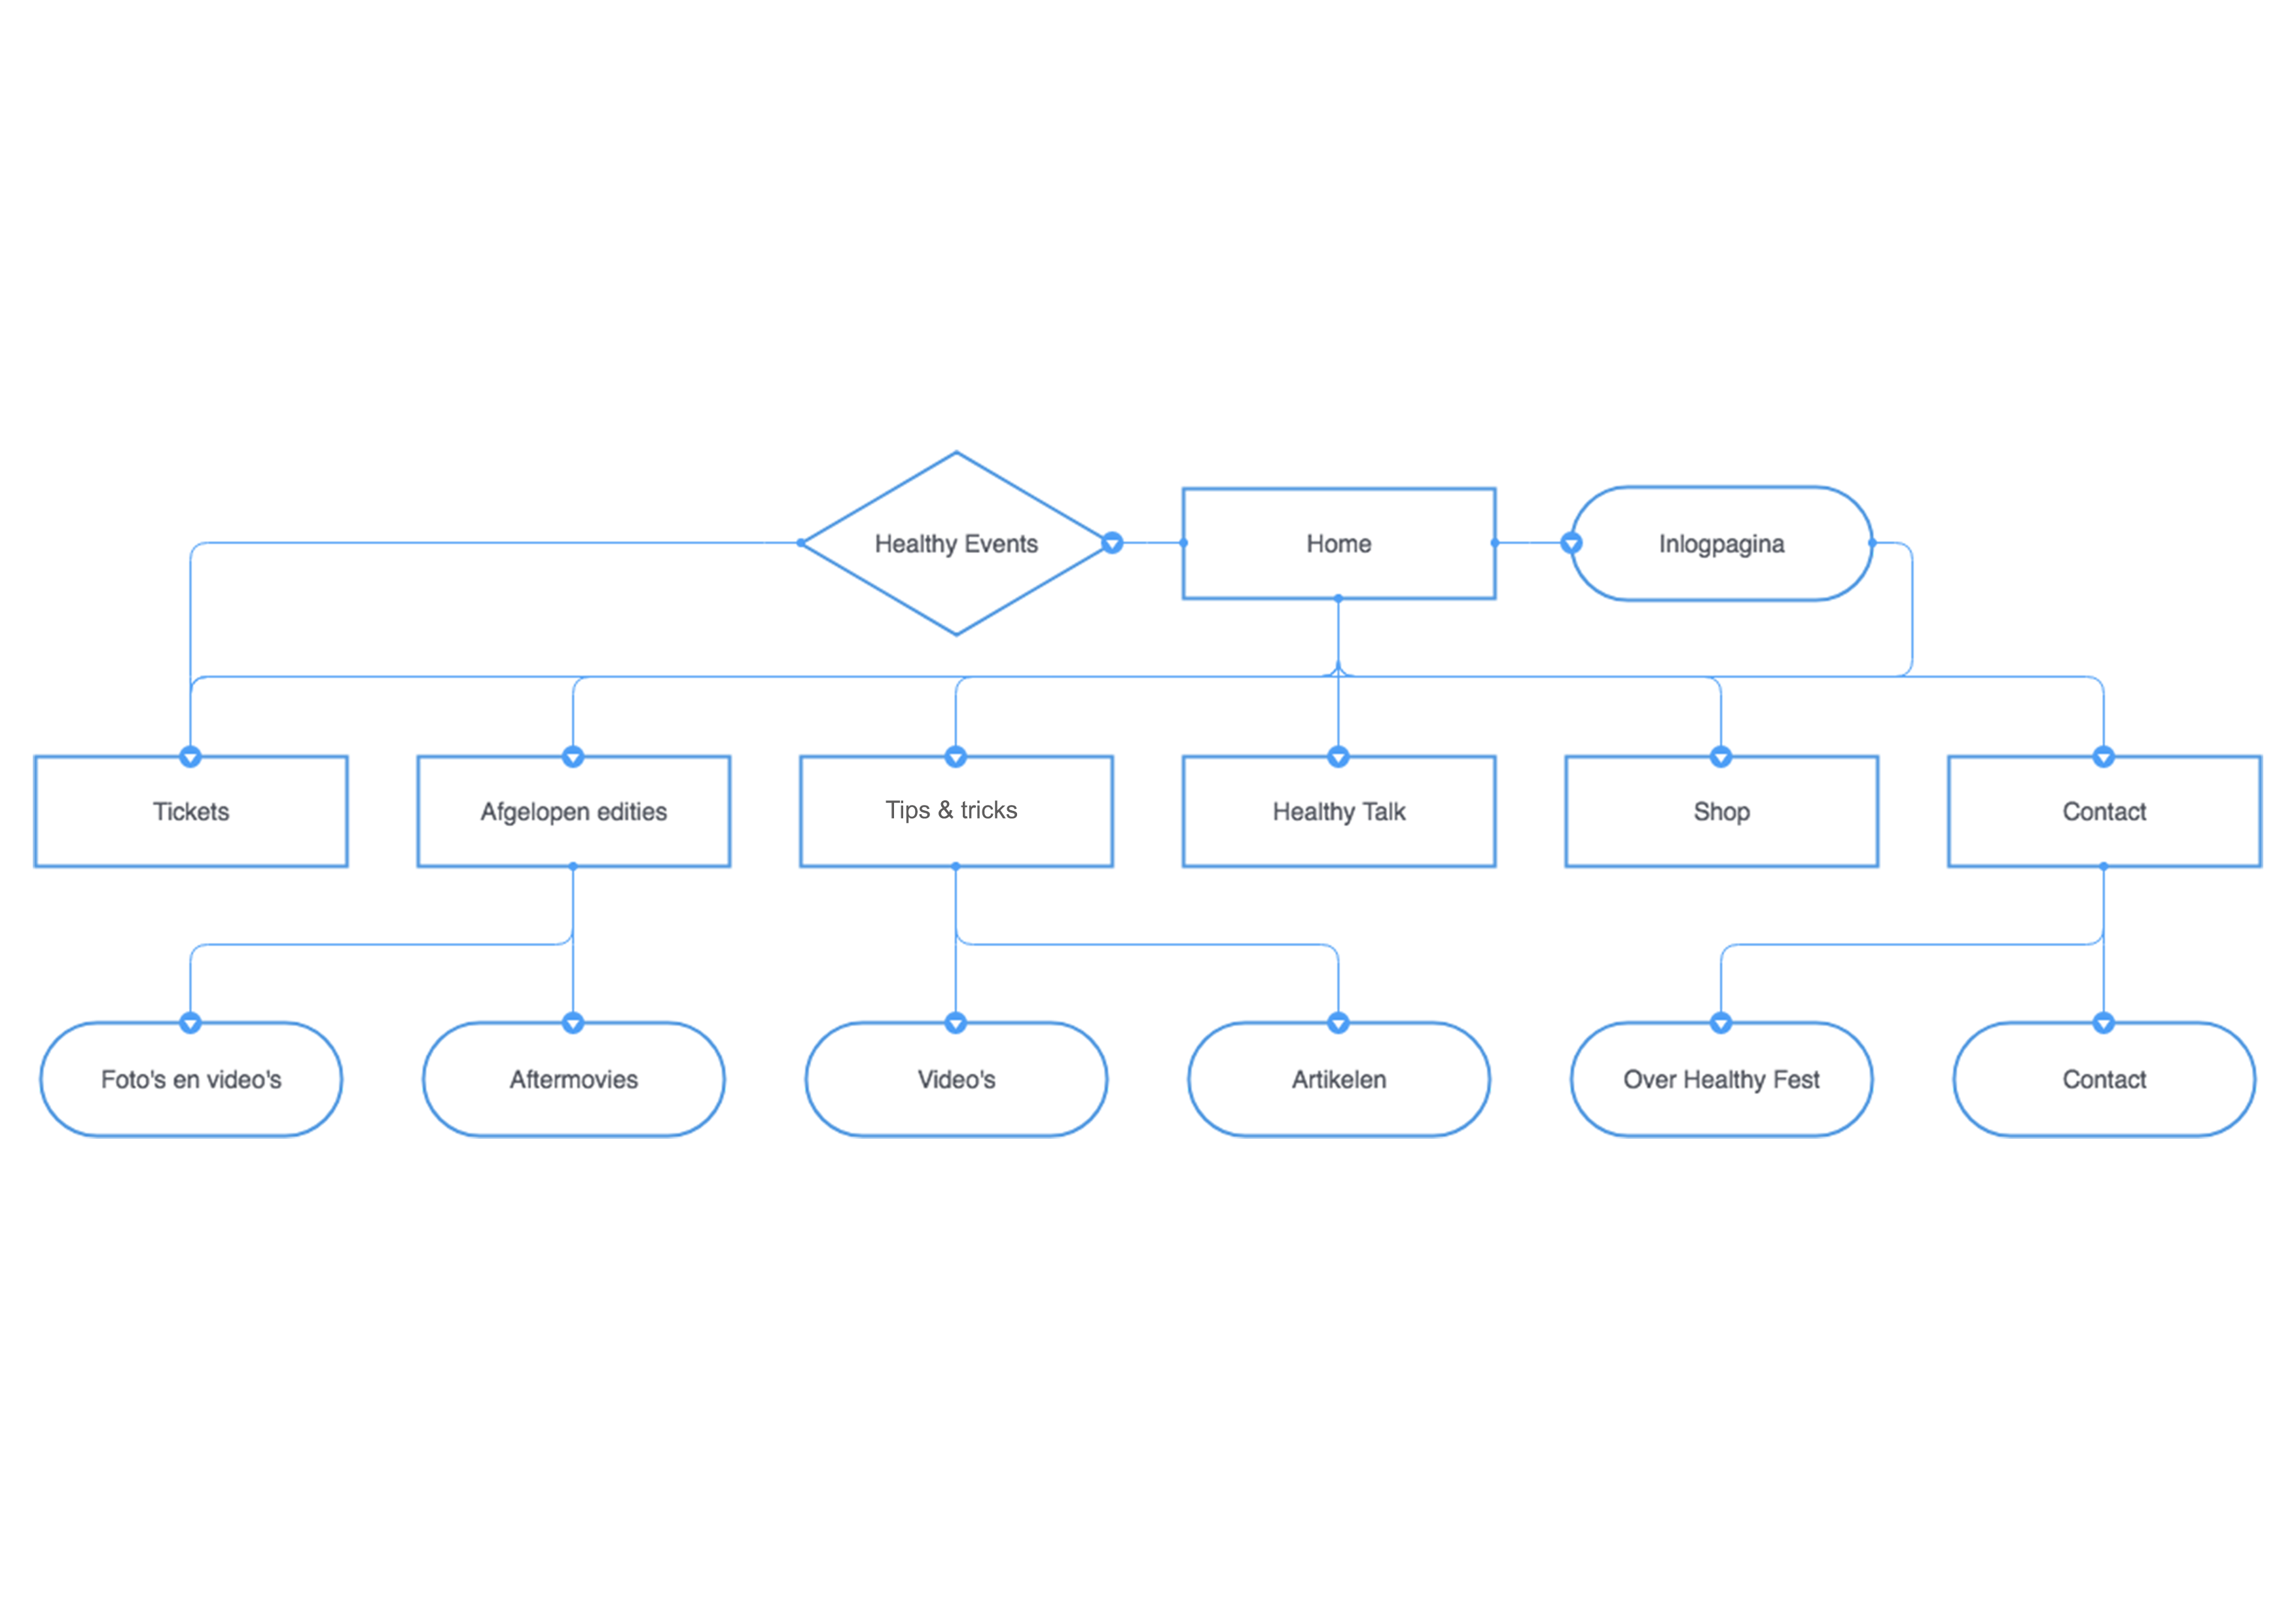 Healthy Events
Home
Inlogpagina
Tickets
Afgelopen edities
Tips & tricks
Healthy Talk
Shop
Contact
Foto's en video's
Aftermovies
Video's
Artikelen
Over Healthy Fest
Contact